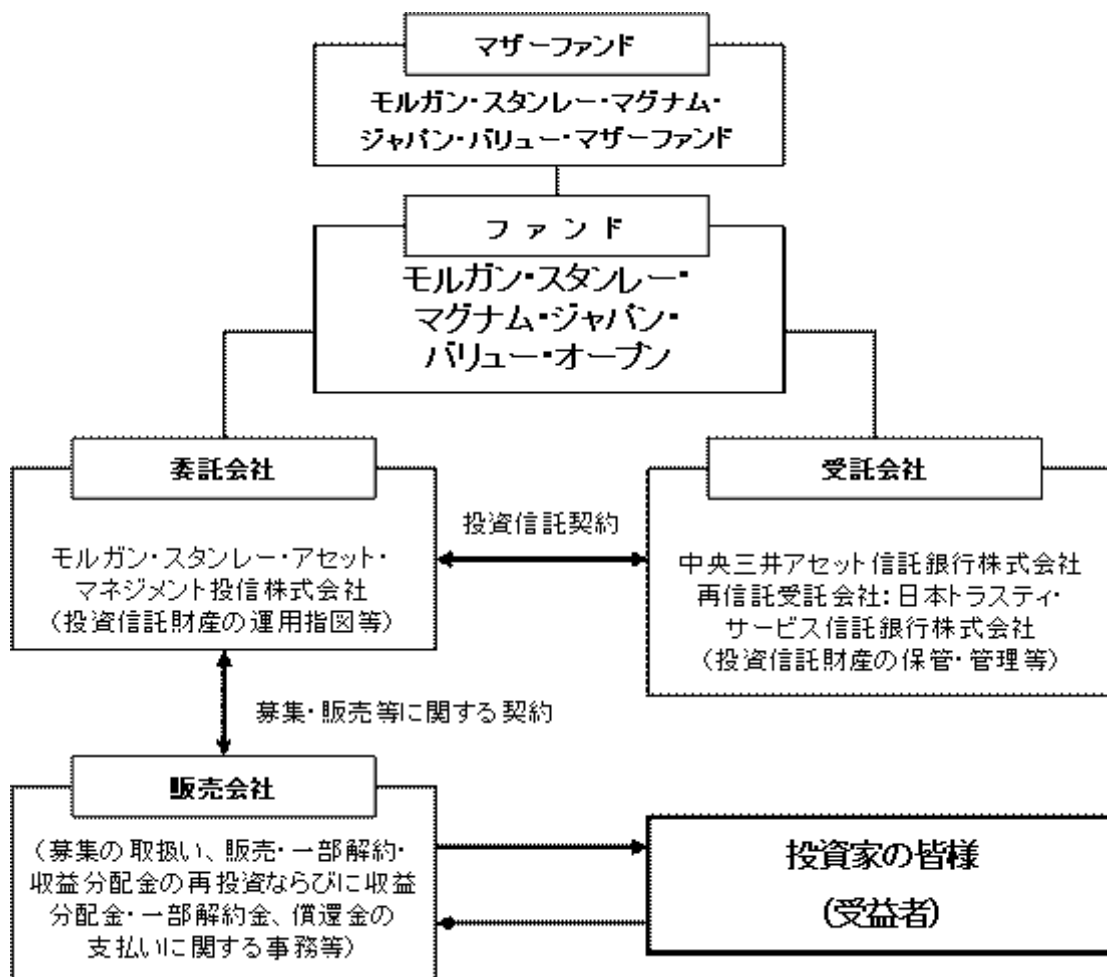 マザーファンド
モルガン・スタンレー・マグナム・
ジャパン・バリュー・マザーファンド
ファンド
モルガン・スタンレー・
マグナム・ジャパン・
バリュー・オープン
委託会社
モルガン・スタンレー・アセット・
マネジメント投信株式会社
(投資信託財産の運用指図等)
投資信託契約
受託会社
中央三井アセット信託銀行株式会社
再信託受託会社:日本トラスティ・
サービス信託銀行株式会社
(投資信託財産の保管・管理等)
募集・販売等に関する契約
販売会社
(募集の取扱い、販売・一部解約・
収益分配金の再投資ならびに収益
分配金・一部解約金、償還金の
支払いに関する事務等)
投資家の皆様
(受益者)